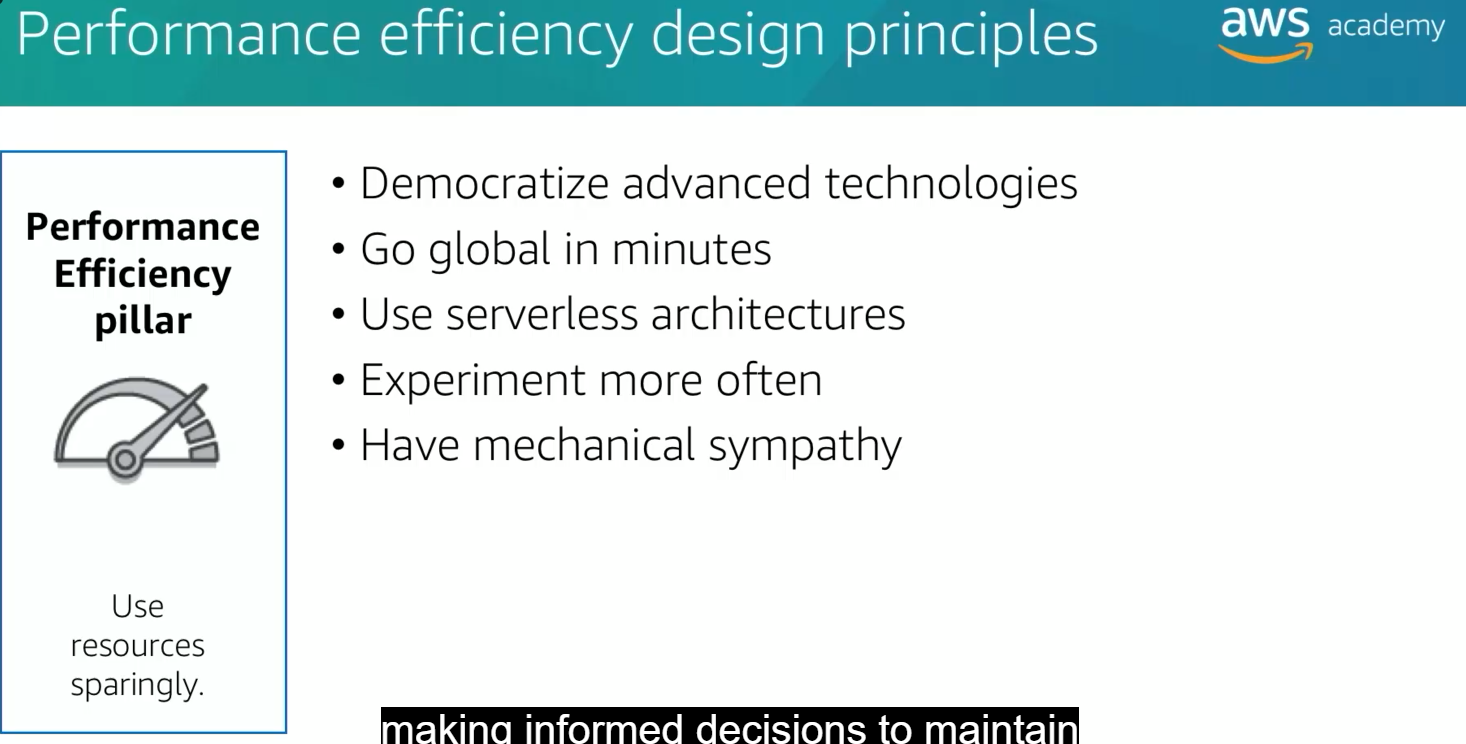 Performance efficiency design principles
aws academy
Performance
Efficiency
pillar
Use
resources
sparingly.
• Democratize advanced technologies
• Go global in minutes
• Use serverless architectures
• Experiment more often
• Have mechanical sympathy
making informed decisions to maintain